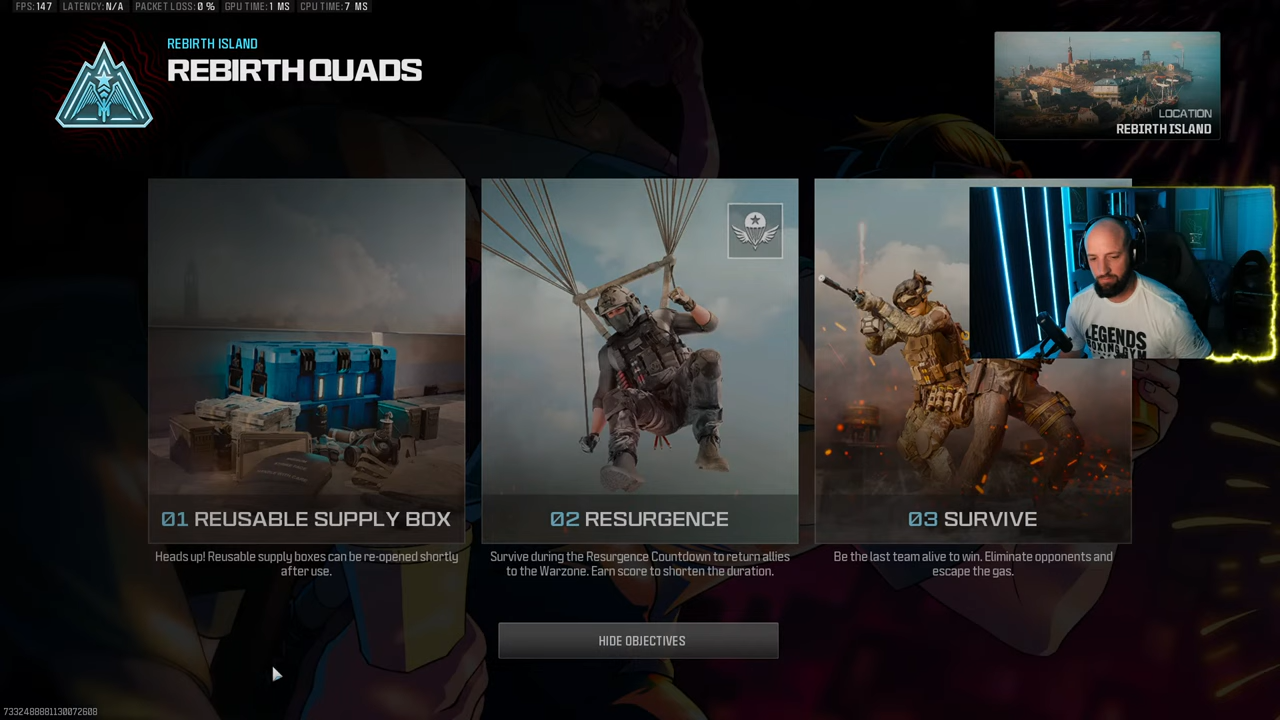 FPS: 147 LATENCY: N/A PACKET LOSS: 0 % GPU TIME: 1 MS CPU TIME: 7 MS
REBIRTH ISLAND
REBIRTH QUADS
LOCATION
REBIRTH ISLAND
LEGENDS
BOXING GYM
01 REUSABLE SUPPLY BOX
02 RESURGENCE
03 SURVIVE
Heads up! Reusable supply boxes can be re-opened shortly
after use.
Survive during the Resurgence Countdown to return allies
to the Warzone. Earn score to shorten the duration.
Be the last team alive to win. Eliminate opponents and
escape the gas.
HIDE OBJECTIVES
7332488881130072608